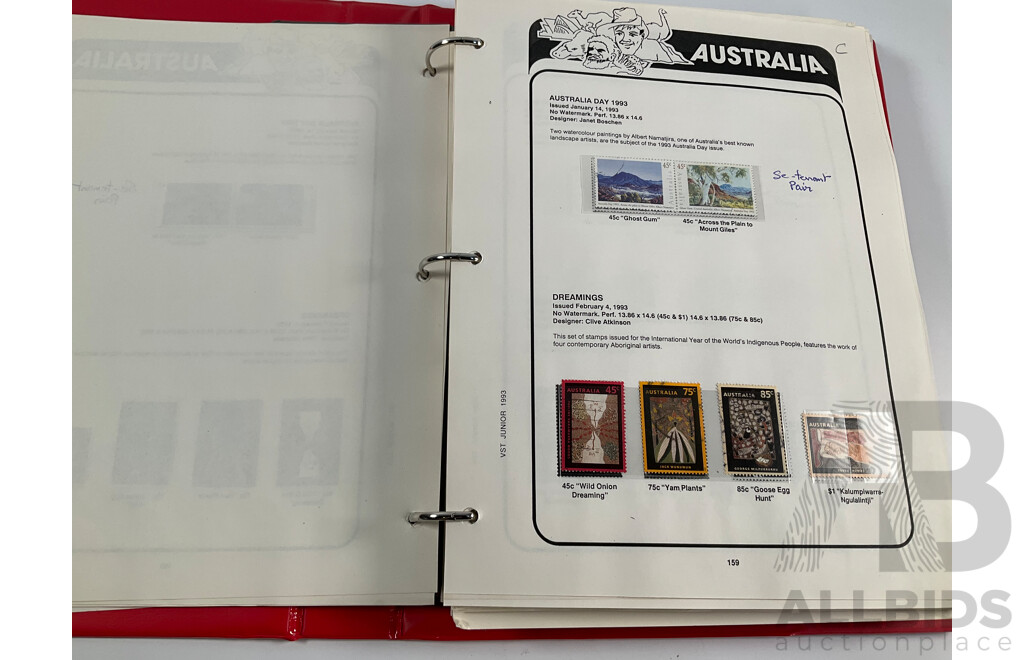 AUSTRALIA
C
AUSTRALIA DAY 1993
Issued January 14, 1993
No Watermark. Perf. 13.86 x 14.6
Designer: Janet Boschen
Two watercolour paintings by Albert Namatjira, one of Australia's best known
landscape artists, are the subject of the 1993 Australia Day issue.
45c 45c
Se-tenant
Pair
45c "Ghost Gum"
45c "Across the Plain to
Mount Giles"
DREAMINGS
Issued February 4, 1993
No Watermark. Perf. 13.86 x 14.6 (45c & $1) 14.6 x 13.86 (75c & 85c)
Designer: Clive Atkinson
This set of stamps issued for the International Year of the World's Indigenous People, features the work of
four contemporary Aboriginal artists.
AUSTRALIA 45c
AUSTRALIA 75c
AUSTRALIA 85c
AUSTRALIA
45c "Wild Onion
Dreaming"
75c "Yam Plants"
85c "Goose Egg
Hunt"
$1 "Kalumpiwarra-
Ngulalintji"
VST. JUNIOR 1993
159
AB
ALLBIDS
auctionplace